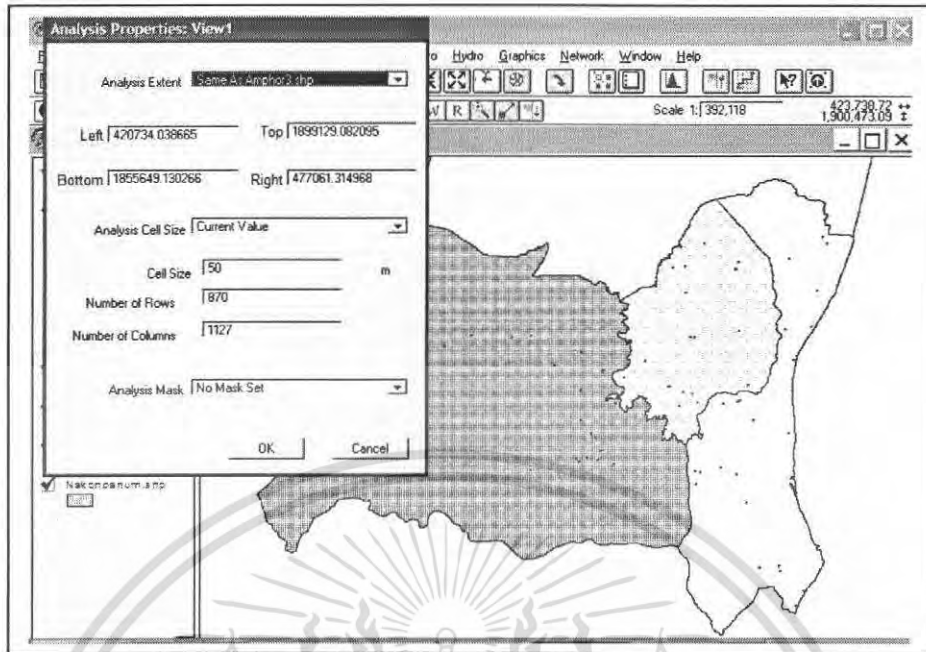 Analysis Properties: View1
Hydro Graphics Network Window Help
Analysis Extent Same As Amphor3.shp
W R
Scale 1: 392,118
423,738.72
1,900,473.09
Left 420734.038665 Top 1899129.082095
Bottom 1855649.130266 Right 477061.314968
Analysis Cell Size Current Value
Cell Size 50 m
Number of Rows 870
Number of Columns 1127
Analysis Mask No Mask Set
OK Cancel
Nakonpanum.shp